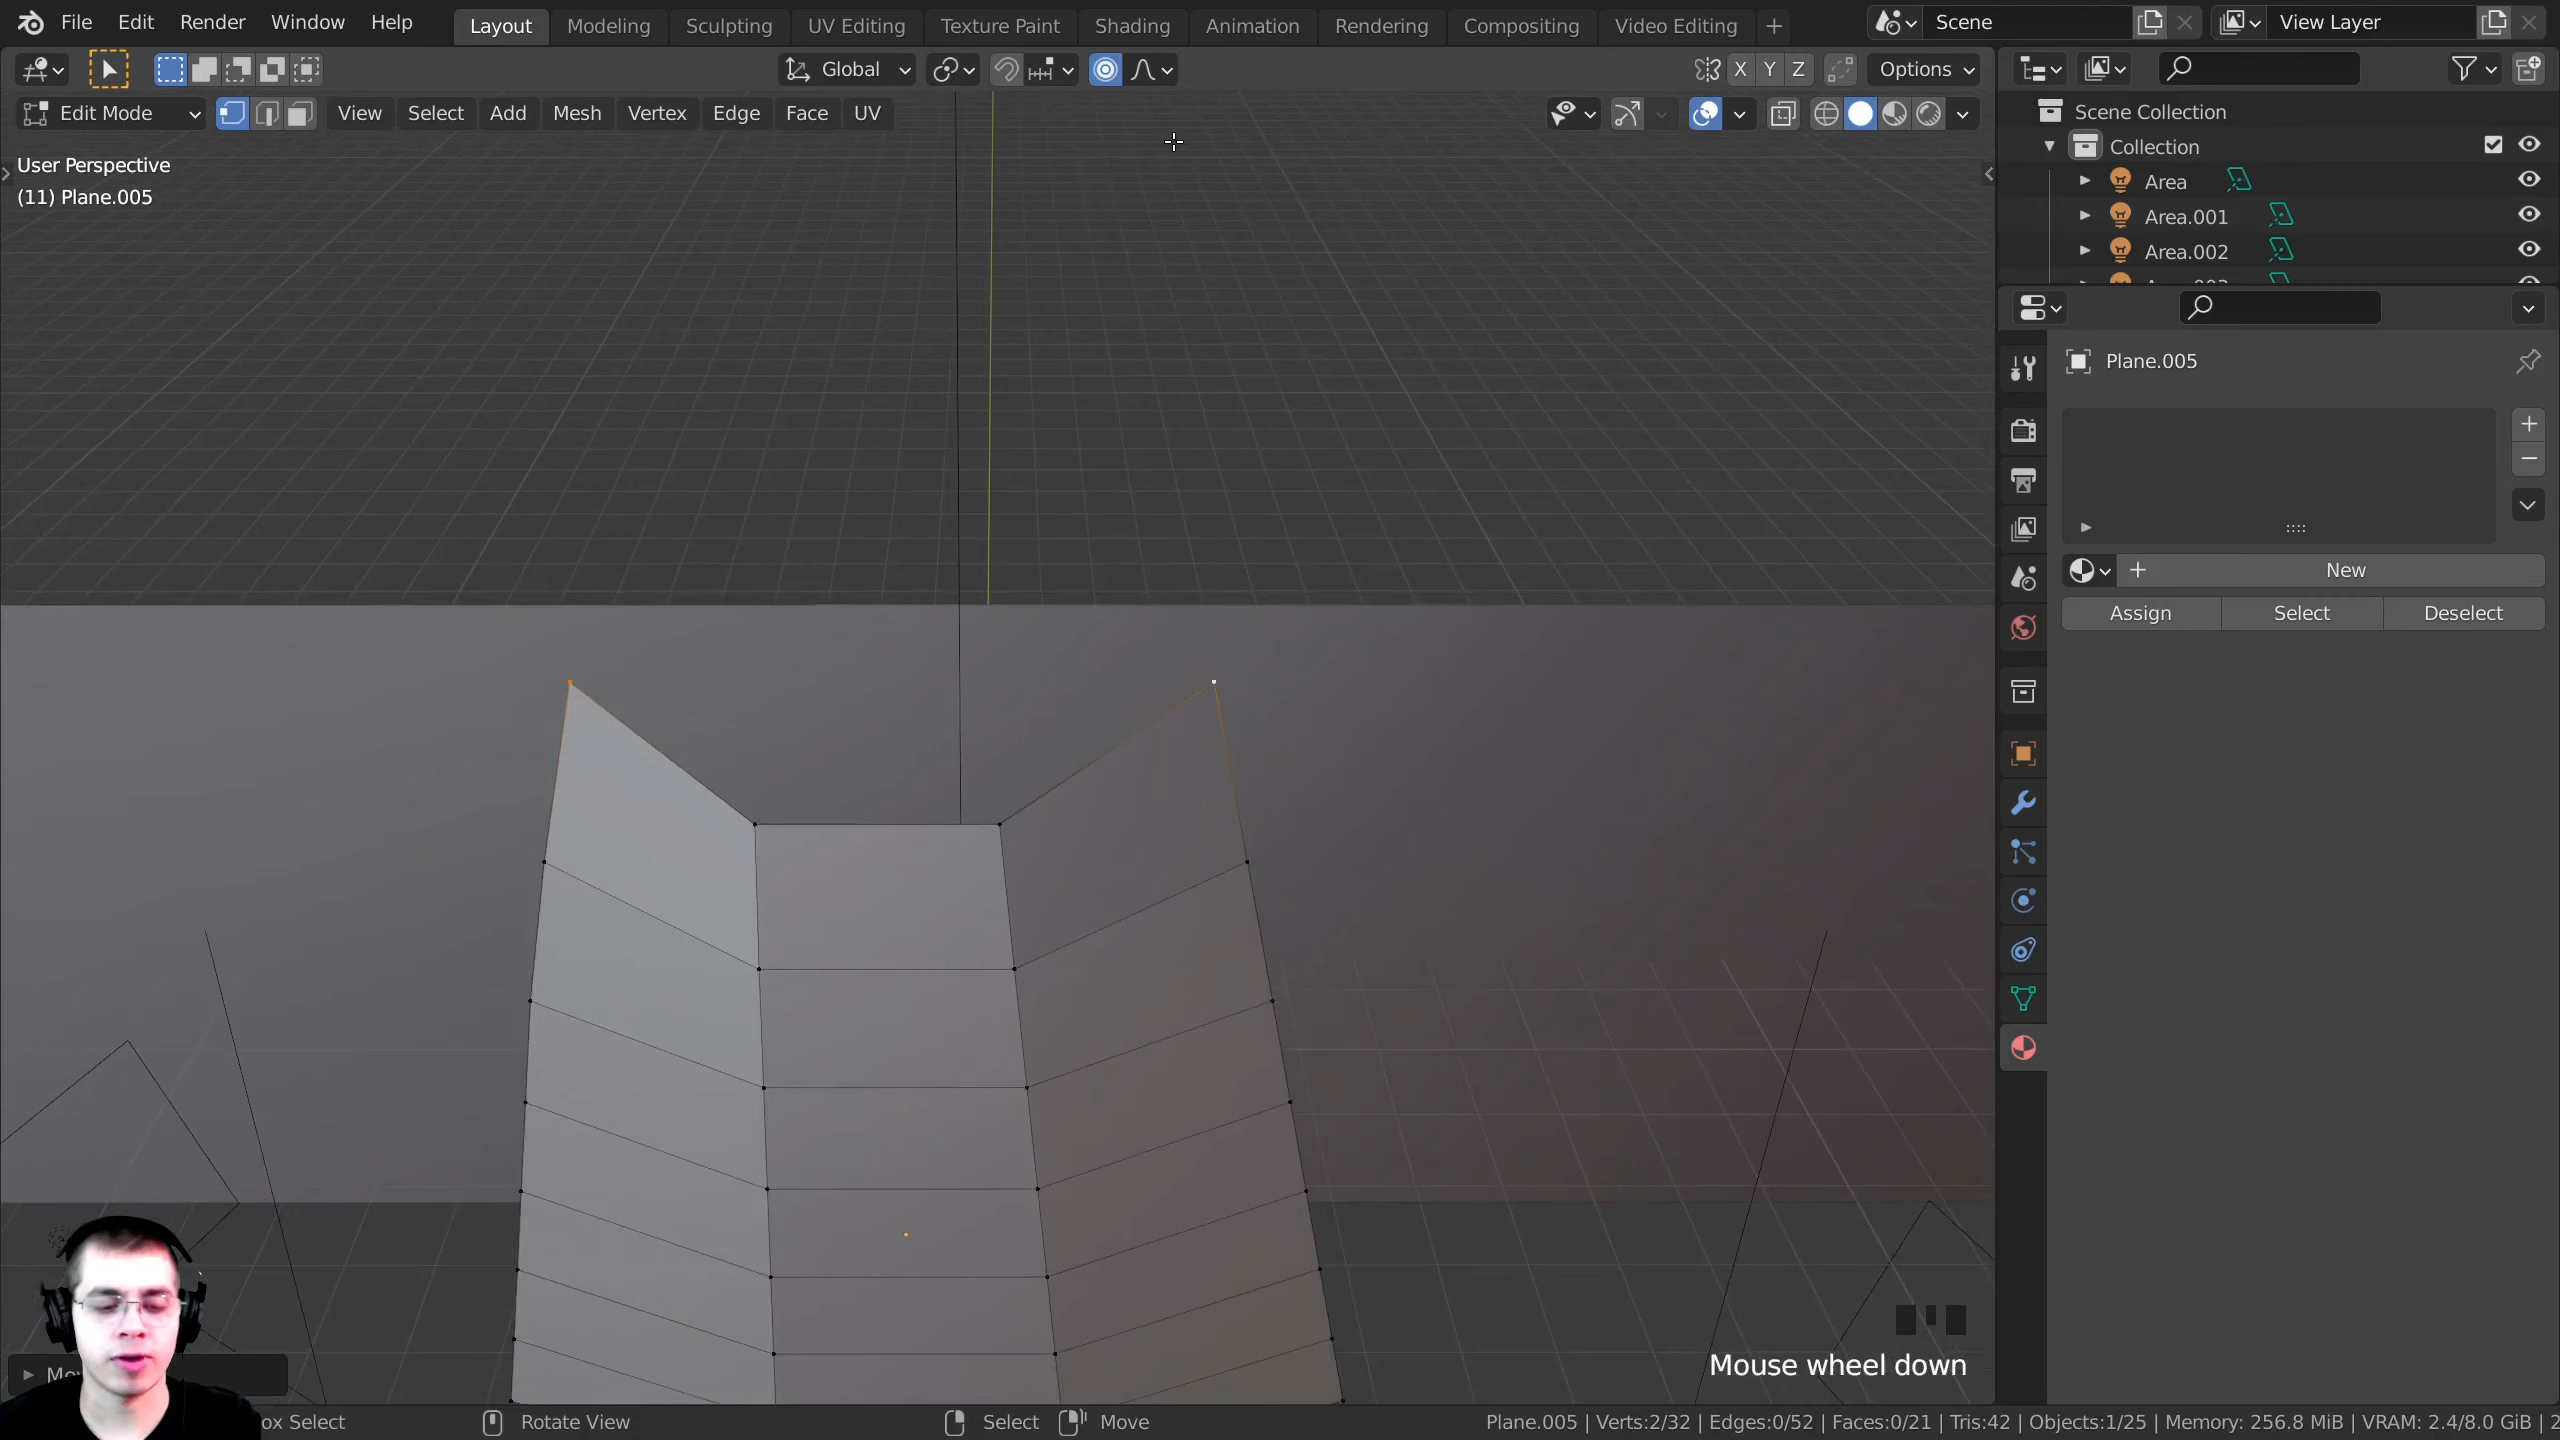 File Edit Render Window Help Layout Modeling Sculpting UV Editing Texture Paint Shading Animation Rendering Compositing Video Editing + Scene View Layer
Global X Y Z Options
Edit Mode View Select Add Mesh Vertex Edge Face UV
User Perspective
(11) Plane.005
Scene Collection
Collection
Area
Area.001
Area.002
Plane.005
New
Assign Select Deselect
Mouse wheel down
ox Select Rotate View Select Move Plane.005 | Verts:2/32 | Edges:0/52 | Faces:0/21 | Tris:42 | Objects:1/25 | Memory: 256.8 MiB | VRAM: 2.4/8.0 GiB | 2